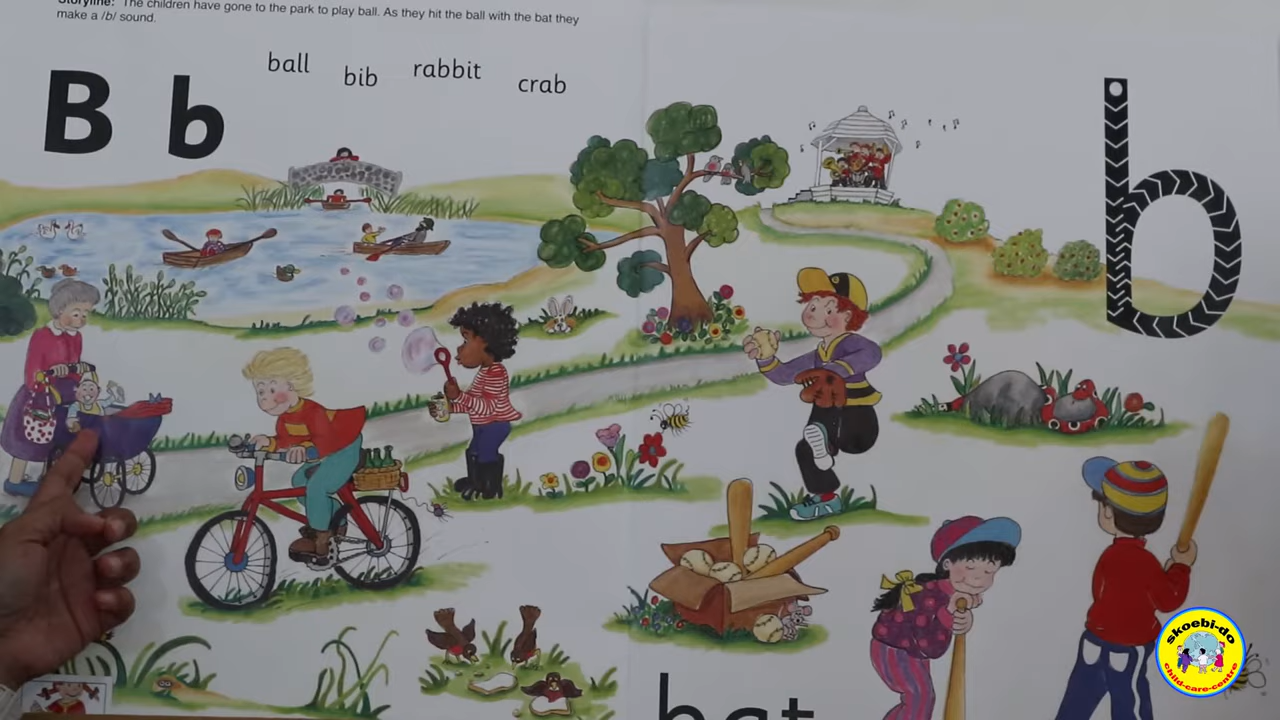 Storyline: The children have gone to the park to play ball. As they hit the ball with the bat they
make a /b/ sound.
B b
ball bib rabbit crab
b
bat
skoebi-do
child-care-centre